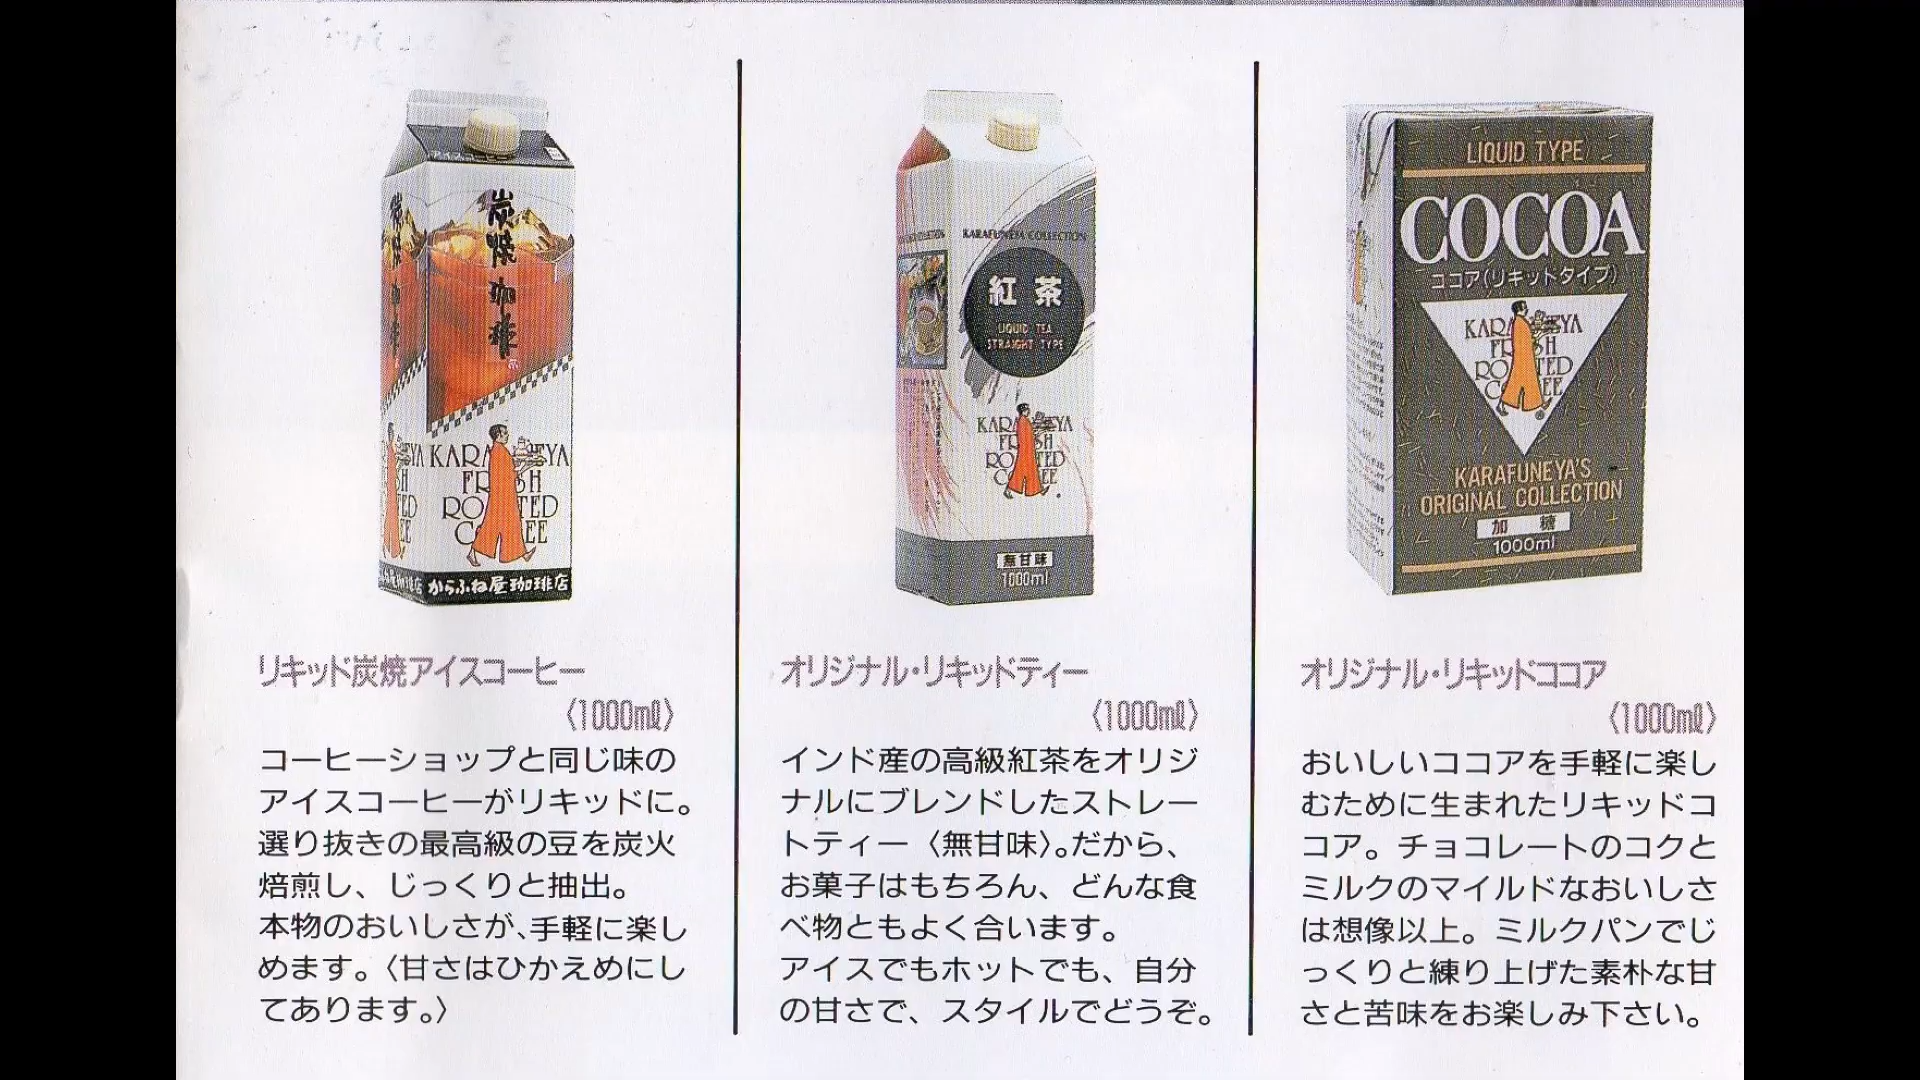 アイスコーヒー
炭焼珈琲
KARAFUNEYA
FRESH
ROASTED
COFFEE
からふね屋珈琲店
リキッド炭焼アイスコーヒー
〈1000mℓ〉
コーヒーショップと同じ味の
アイスコーヒーがリキッドに。
選り抜きの最高級の豆を炭火
焙煎し、じっくりと抽出。
本物のおいしさが、手軽に楽し
めます。〈甘さはひかえめにし
てあります。〉
KARAFUNEYA COLLECTION
紅茶
LIQUID TEA
STRAIGHT TYPE
KARAFUNEYA
FRESH
ROASTED
COFFEE
無甘味
1000ml
オリジナル・リキッドティー
〈1000mℓ〉
インド産の高級紅茶をオリジ
ナルにブレンドしたストレー
トティー〈無甘味〉。だから、
お菓子はもちろん、どんな食
べ物ともよく合います。
アイスでもホットでも、自分
の甘さで、スタイルでどうぞ。
LIQUID TYPE
COCOA
ココア(リキットタイプ)
KARAFUNEYA
FRESH
ROASTED
COFFEE
KARAFUNEYA'S
ORIGINAL COLLECTION
加糖
1000ml
オリジナル・リキッドココア
〈1000mℓ〉
おいしいココアを手軽に楽し
むために生まれたリキッドコ
コア。チョコレートのコクと
ミルクのマイルドなおいしさ
は想像以上。ミルクパンでじ
っくりと練り上げた素朴な甘
さと苦味をお楽しみ下さい。